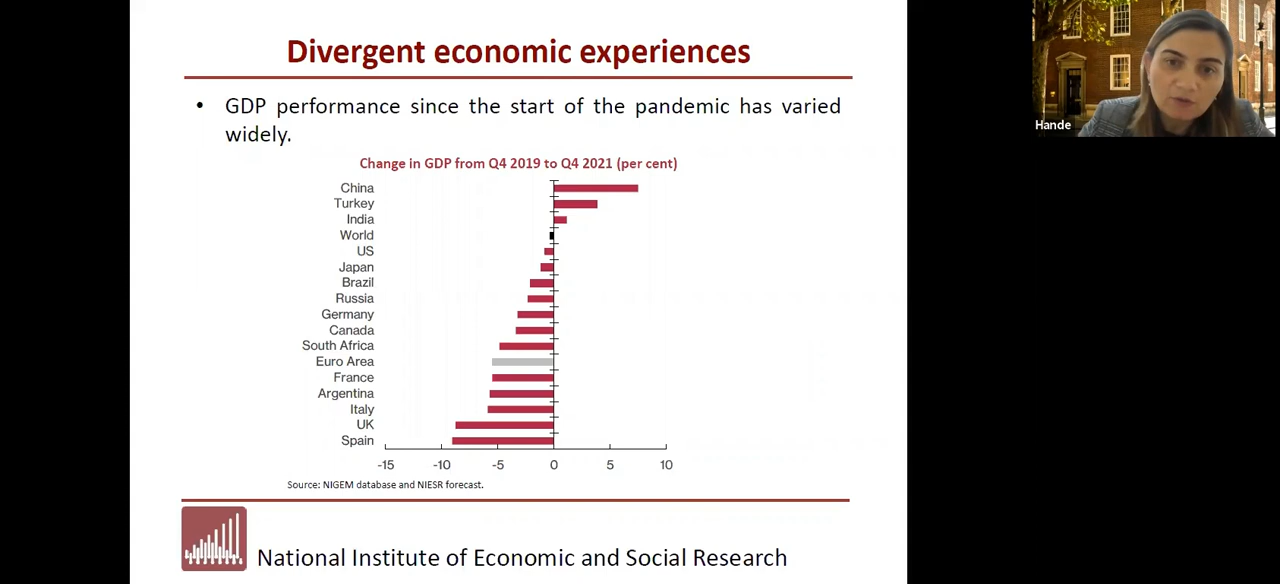 Divergent economic experiences
• GDP performance since the start of the pandemic has varied
widely.
Change in GDP from Q4 2019 to Q4 2021 (per cent)
China
Turkey
India
World
US
Japan
Brazil
Russia
Germany
Canada
South Africa
Euro Area
France
Argentina
Italy
UK
Spain
-15 -10 -5 0 5 10
Source: NIGEM database and NIESR forecast.
National Institute of Economic and Social Research
Hande